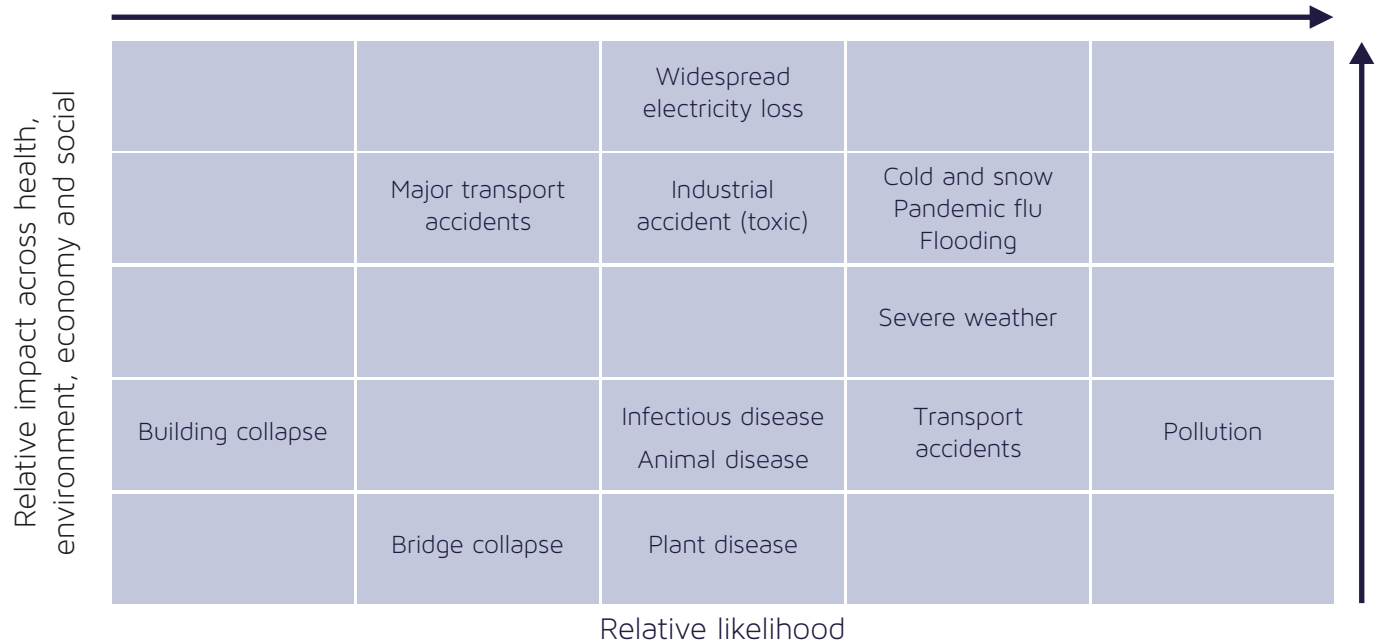 Relative impact across health,
environment, economy and social
Widespread
electricity loss
Major transport
accidents
Industrial
accident (toxic)
Cold and snow
Pandemic flu
Flooding
Severe weather
Building collapse
Infectious disease
Animal disease
Transport
accidents
Pollution
Bridge collapse
Plant disease
Relative likelihood